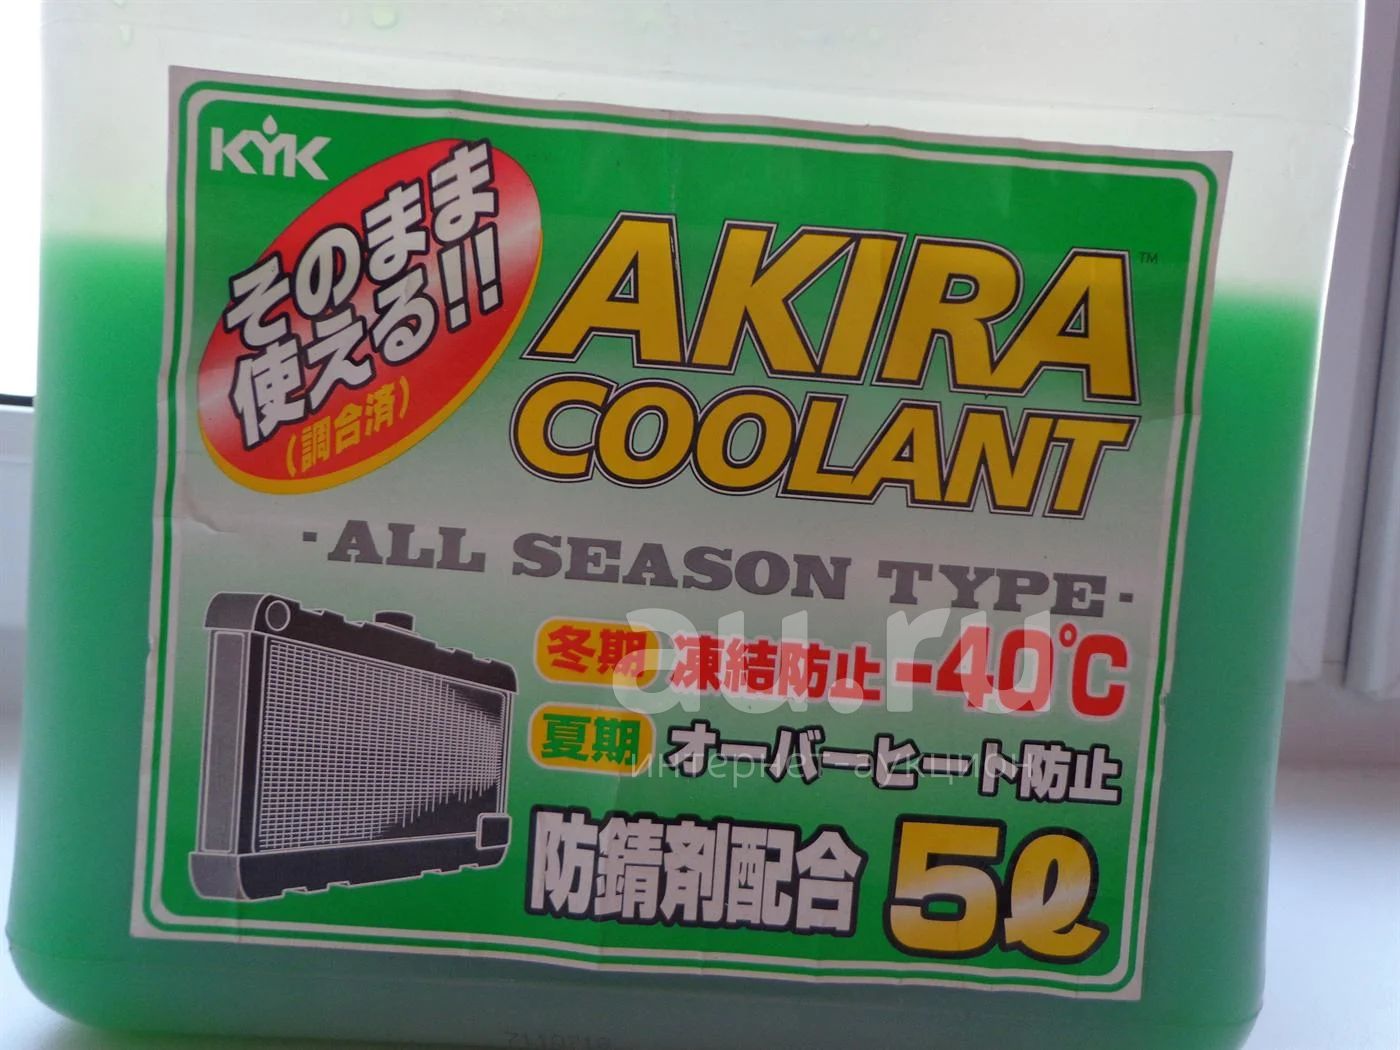 KYK
そのまま
使える!!
(調合済)
AKIRA™
COOLANT
-ALL SEASON TYPE-
冬期 凍結防止-40℃
夏期 オーバーヒート防止
防錆剤配合 5ℓ
au.ru
интернет-аукцион